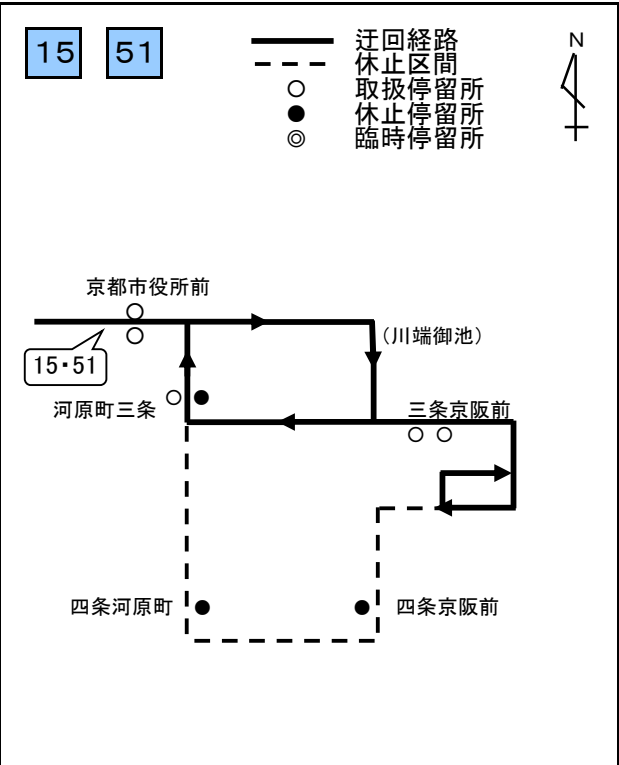 15 51
迂回経路
休止区間
取扱停留所
休止停留所
臨時停留所
N
京都市役所前
(川端御池)
15・51
河原町三条
三条京阪前
四条河原町
四条京阪前